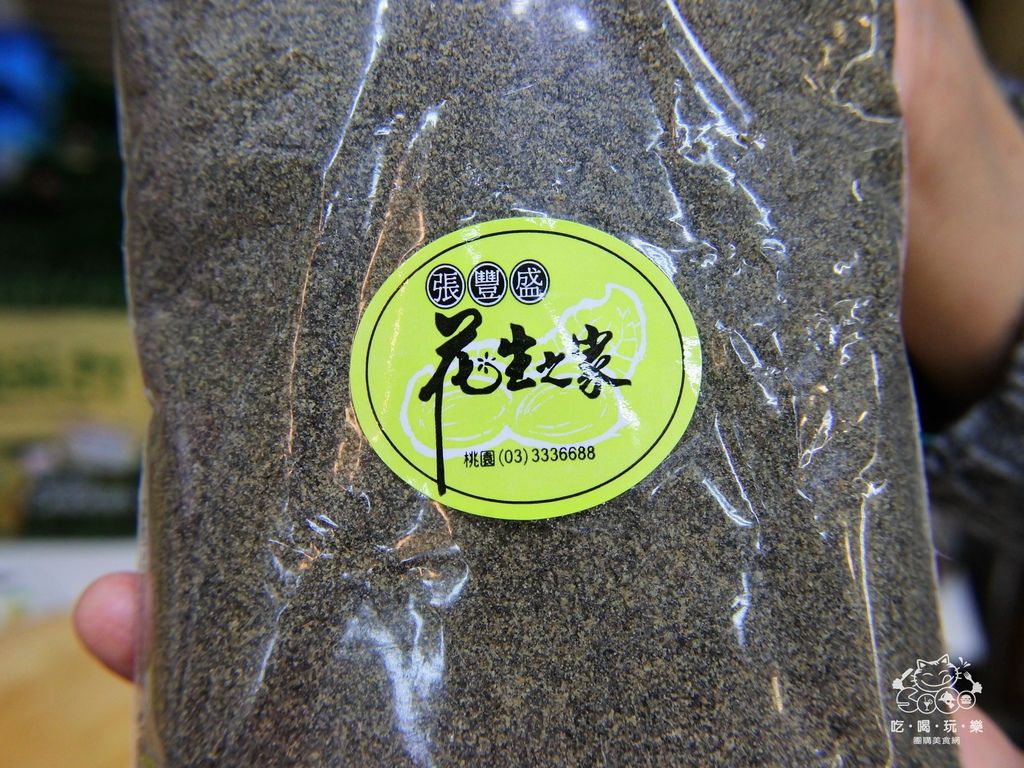 張豐盛
花生之家
桃園(03)3336688
吃·喝·玩·樂
團購美食網